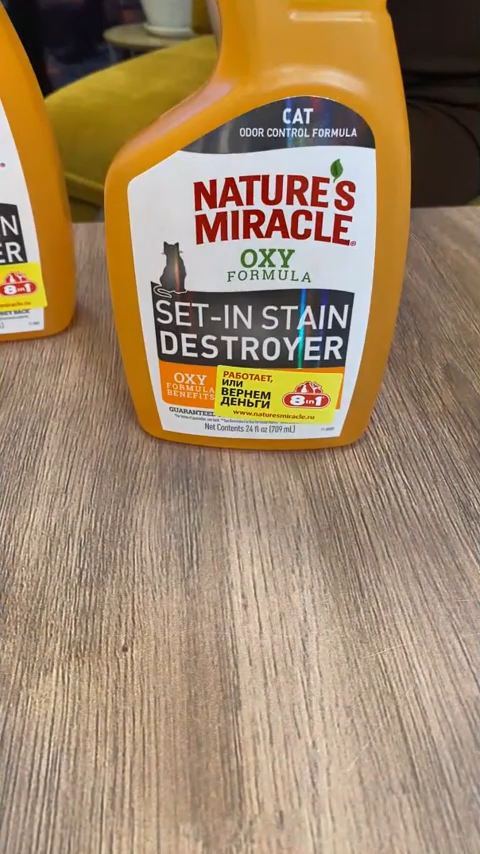 CAT
ODOR CONTROL FORMULA
NATURE'S
MIRACLE®
OXY
FORMULA
SET-IN STAIN
DESTROYER
OXY
FORMULA
BENEFITS
РАБОТАЕТ,
ИЛИ
ВЕРНЕМ
ДЕНЬГИ
8in1
www.naturesmiracle.ru
GUARANTEED
Net Contents 24 fl oz (709 mL)
N
ER
8in1